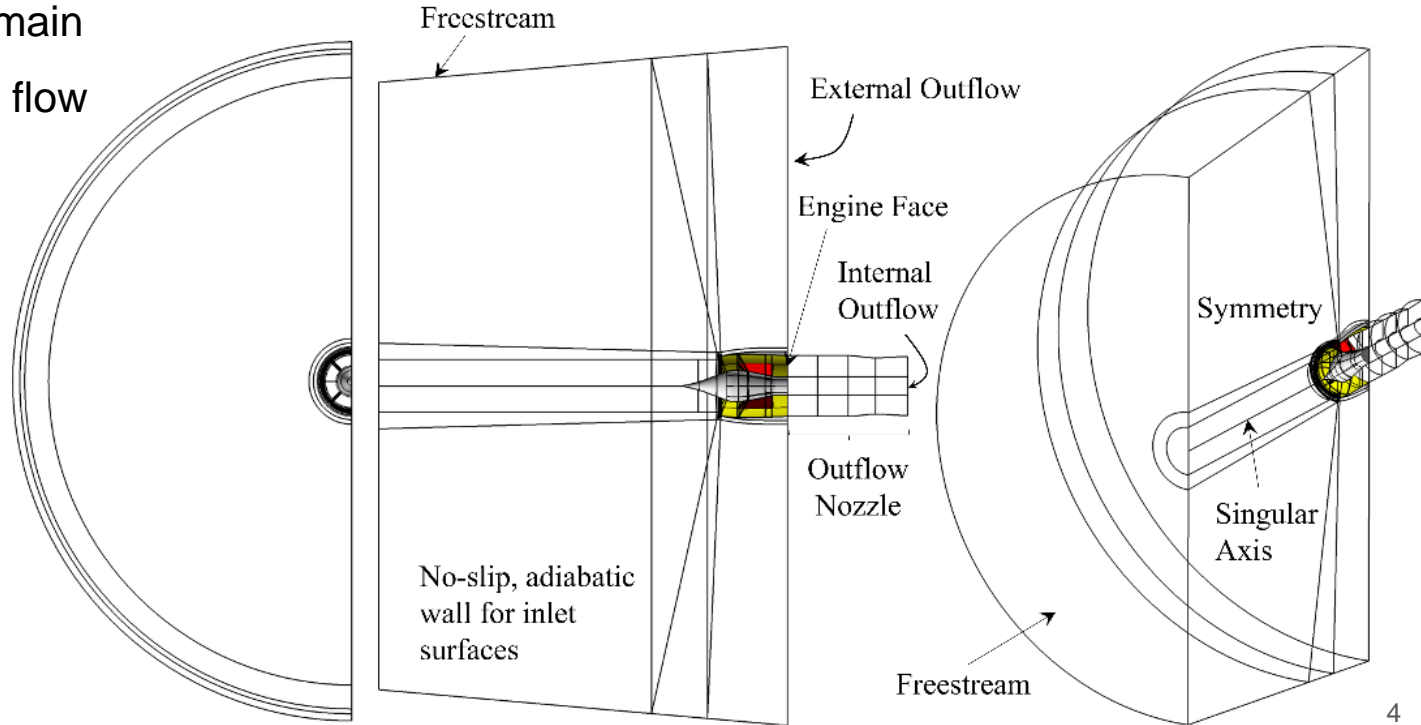 main
flow
Freestream
External Outflow
Engine Face
Internal
Outflow
Outflow
Nozzle
No-slip, adiabatic
wall for inlet
surfaces
Symmetry
Singular
Axis
Freestream
4